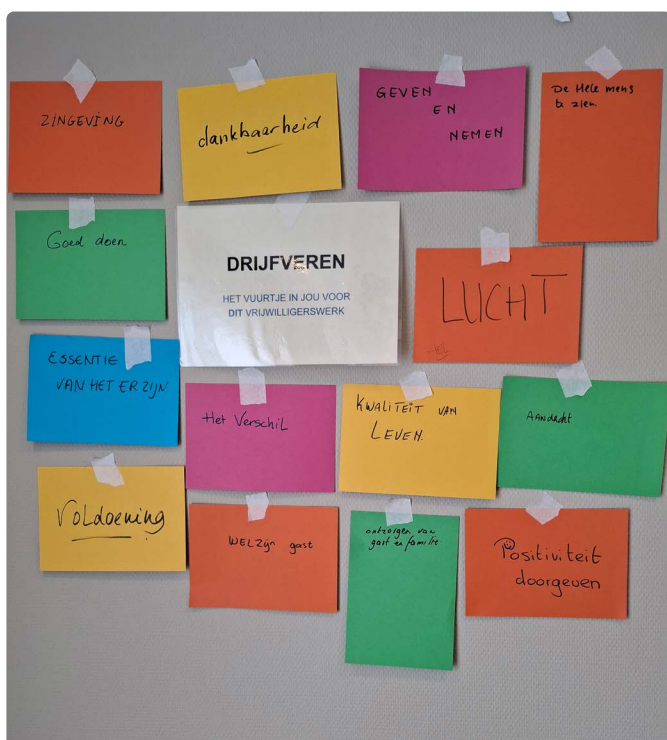 ZINGEVING
dankbaarheid
GEVEN
EN
NEMEN
De Hele mens
te zien.
Goed doen
DRIJFVEREN
HET VUURTJE IN JOU VOOR
DIT VRIJWILLIGERSWERK
LUCHT
ESSENTIE
VAN HET ER ZIJN
Het Verschil
KWALITEIT VAN
LEVEN.
AANdacht
Voldoening
WELZijn gast
ontzorgen van
gast en familie
Positiviteit
doorgeven